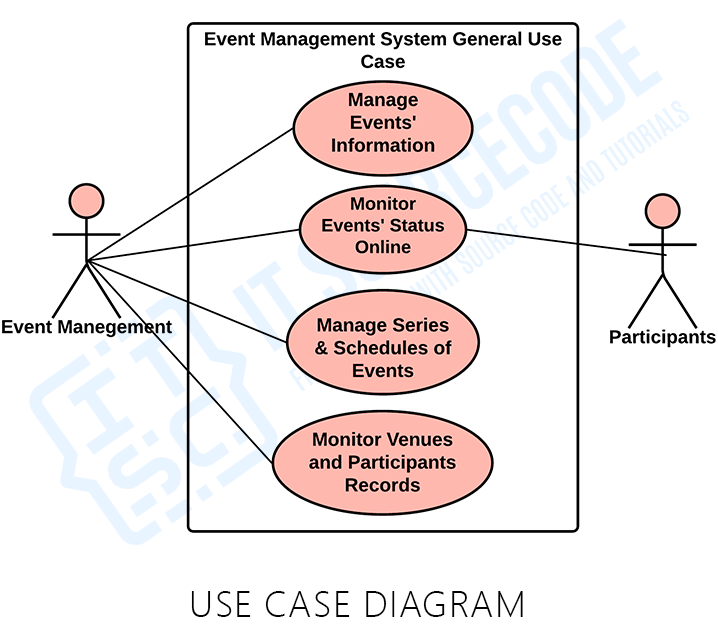 Event Management System General Use
Case
Manage
Events'
Information
Monitor
Events' Status
Online
Manage Series
& Schedules of
Events
Monitor Venues
and Participants
Records
Event Manegement
Participants
USE CASE DIAGRAM